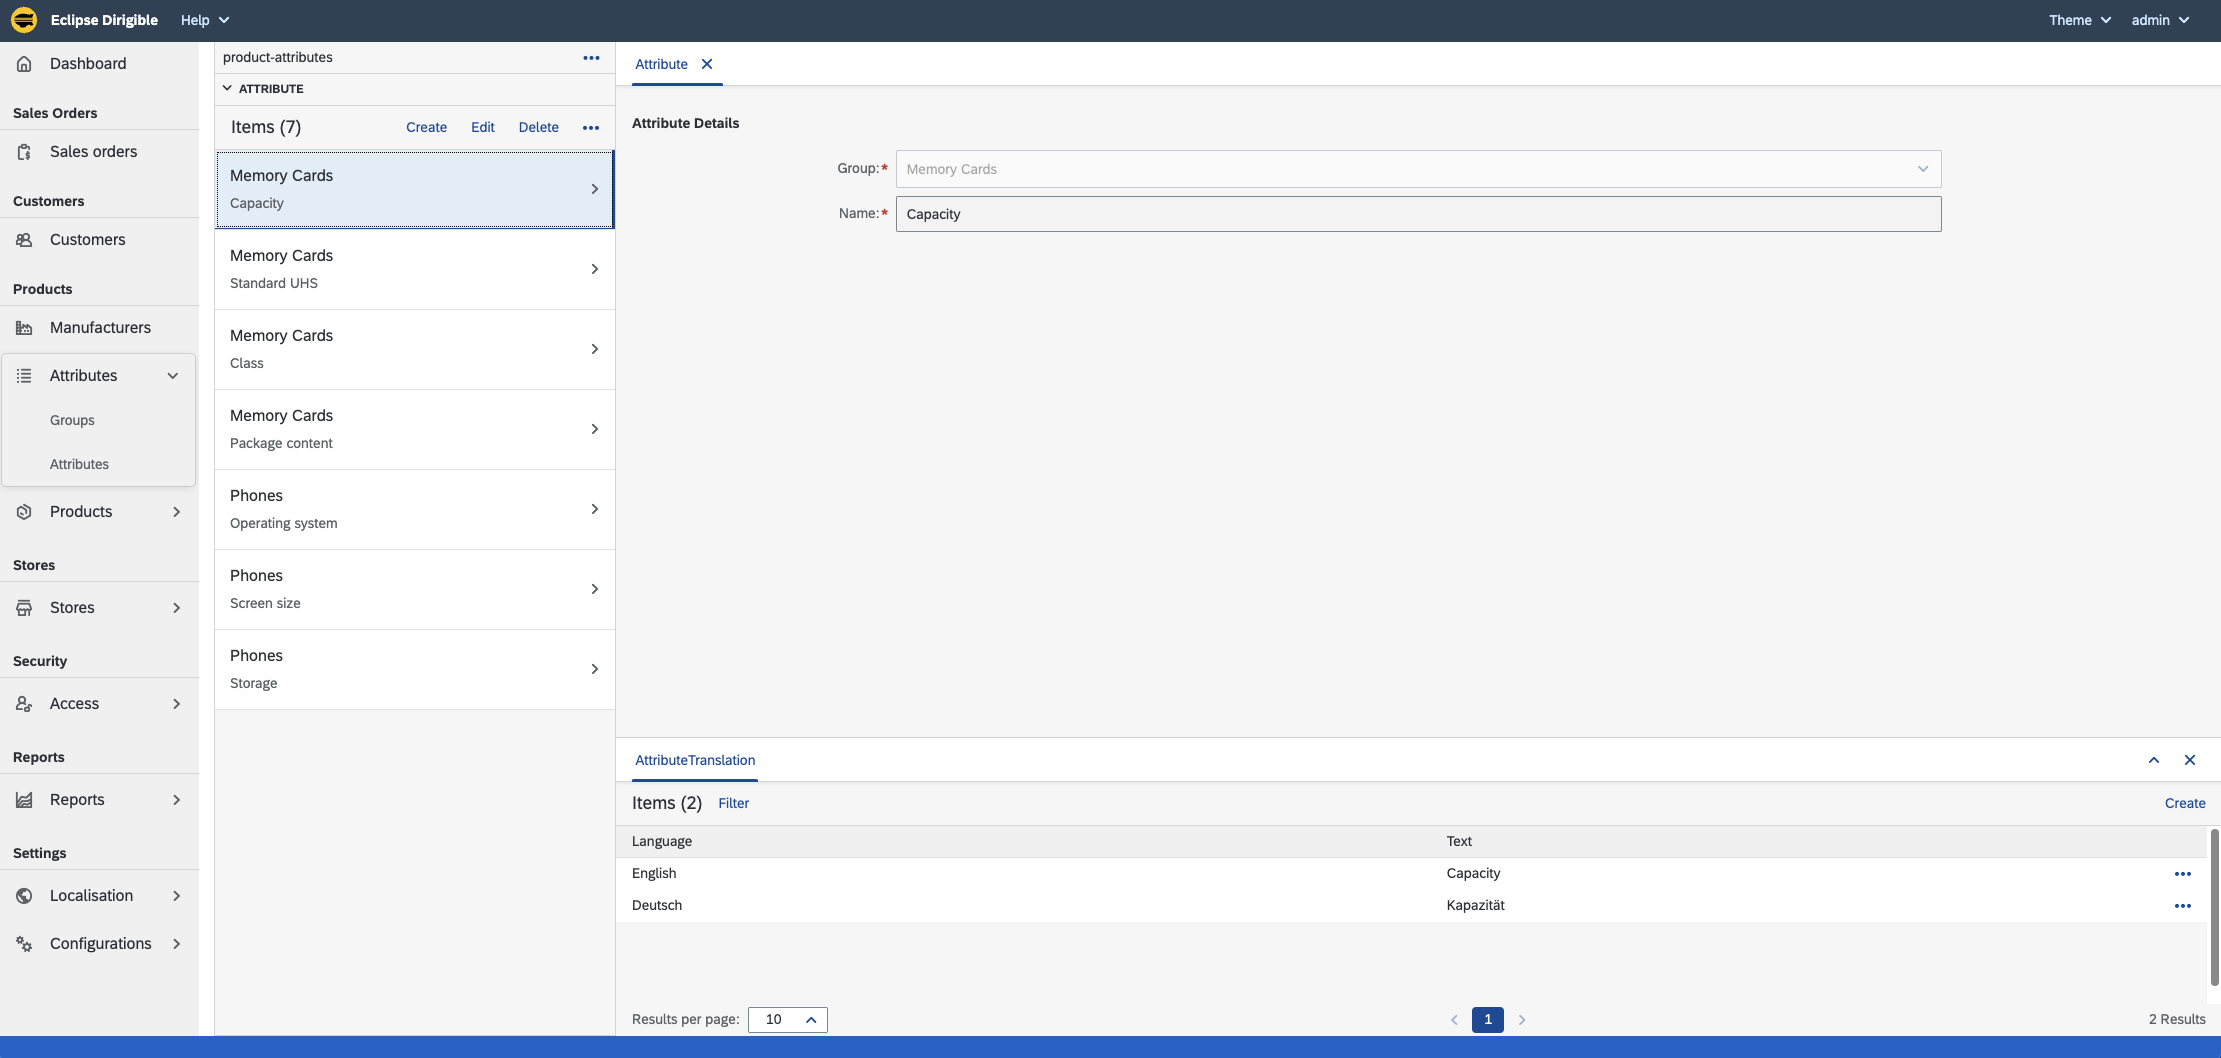 Eclipse Dirigible
Help
Theme
admin
Dashboard
Sales Orders
Sales orders
Customers
Customers
Products
Manufacturers
Attributes
Groups
Attributes
Products
Stores
Stores
Security
Access
Reports
Reports
Settings
Localisation
Configurations
product-attributes
ATTRIBUTE
Items (7) Create Edit Delete
Memory Cards
Capacity
Memory Cards
Standard UHS
Memory Cards
Class
Memory Cards
Package content
Phones
Operating system
Phones
Screen size
Phones
Storage
Attribute
Attribute Details
Group:* Memory Cards
Name:* Capacity
AttributeTranslation
Items (2) Filter Create
Language Text
English Capacity
Deutsch Kapazität
Results per page: 10 1 2 Results